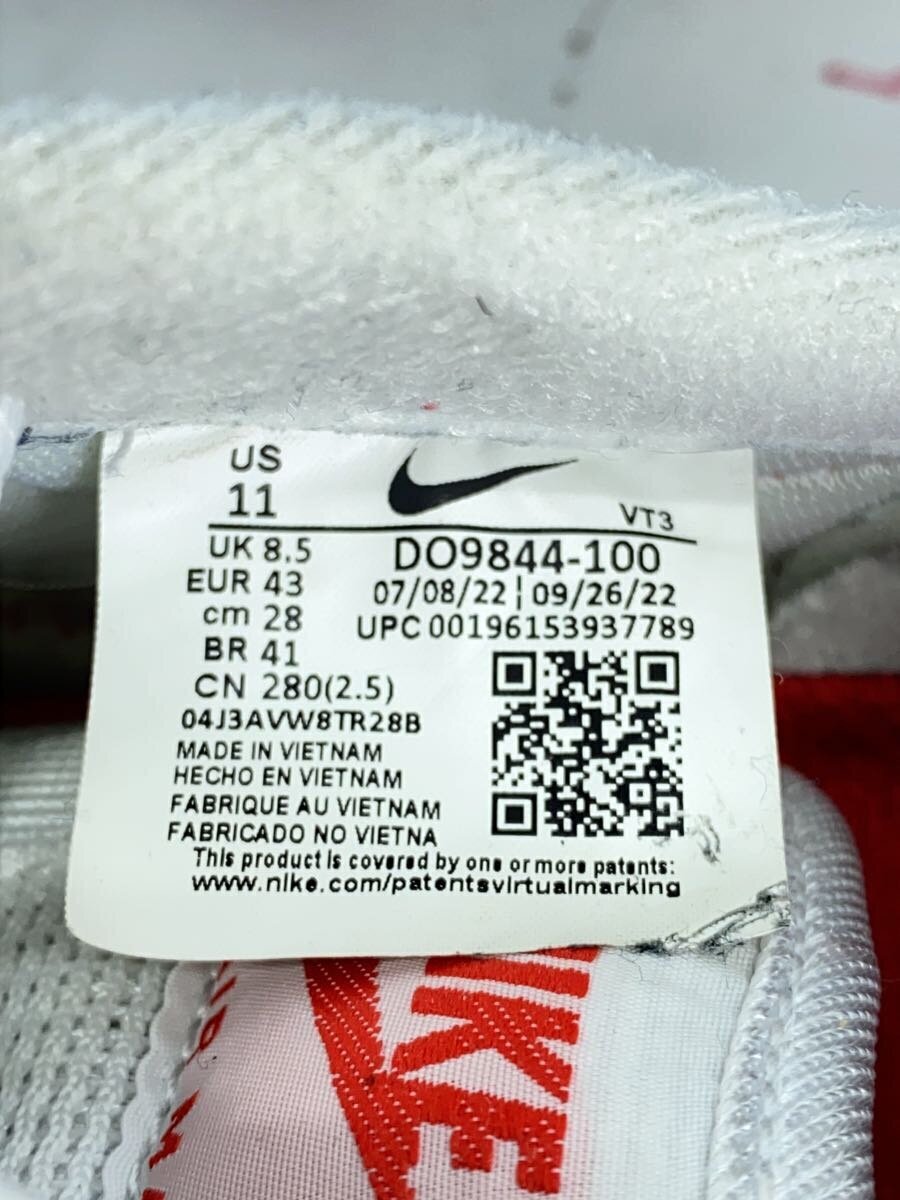 US
11
VT3
UK 8.5
EUR 43
cm 28
BR 41
CN 280(2.5)
DO9844-100
07/08/22 | 09/26/22
UPC 00196153937789
04J3AVW8TR28B
MADE IN VIETNAM
HECHO EN VIETNAM
FABRIQUE AU VIETNAM
FABRICADO NO VIETNA
This product is covered by one or more patents:
www.nike.com/patentsvirtualmarking
NIKE
AIR M